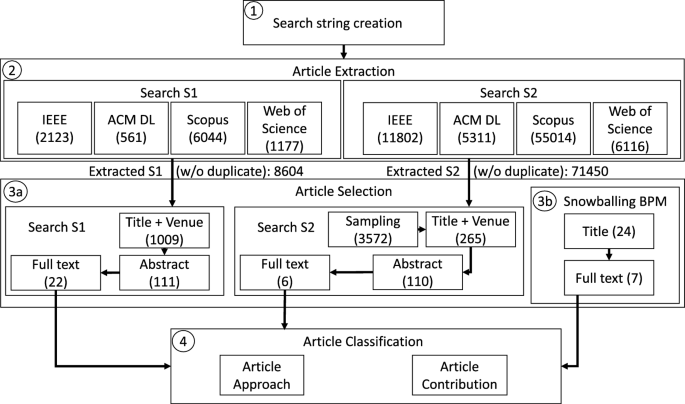 1
Search string creation
2
Article Extraction
Search S1
IEEE
(2123)
ACM DL
(561)
Scopus
(6044)
Web of
Science
(1177)
Search S2
IEEE
(11802)
ACM DL
(5311)
Scopus
(55014)
Web of
Science
(6116)
Extracted S1 (w/o duplicate): 8604
Extracted S2 (w/o duplicate): 71450
3a
Article Selection
Search S1
Title + Venue
(1009)
Full text
(22)
Abstract
(111)
Search S2
Sampling
(3572)
Title + Venue
(265)
Full text
(6)
Abstract
(110)
3b
Snowballing BPM
Title (24)
Full text (7)
4
Article Classification
Article
Approach
Article
Contribution